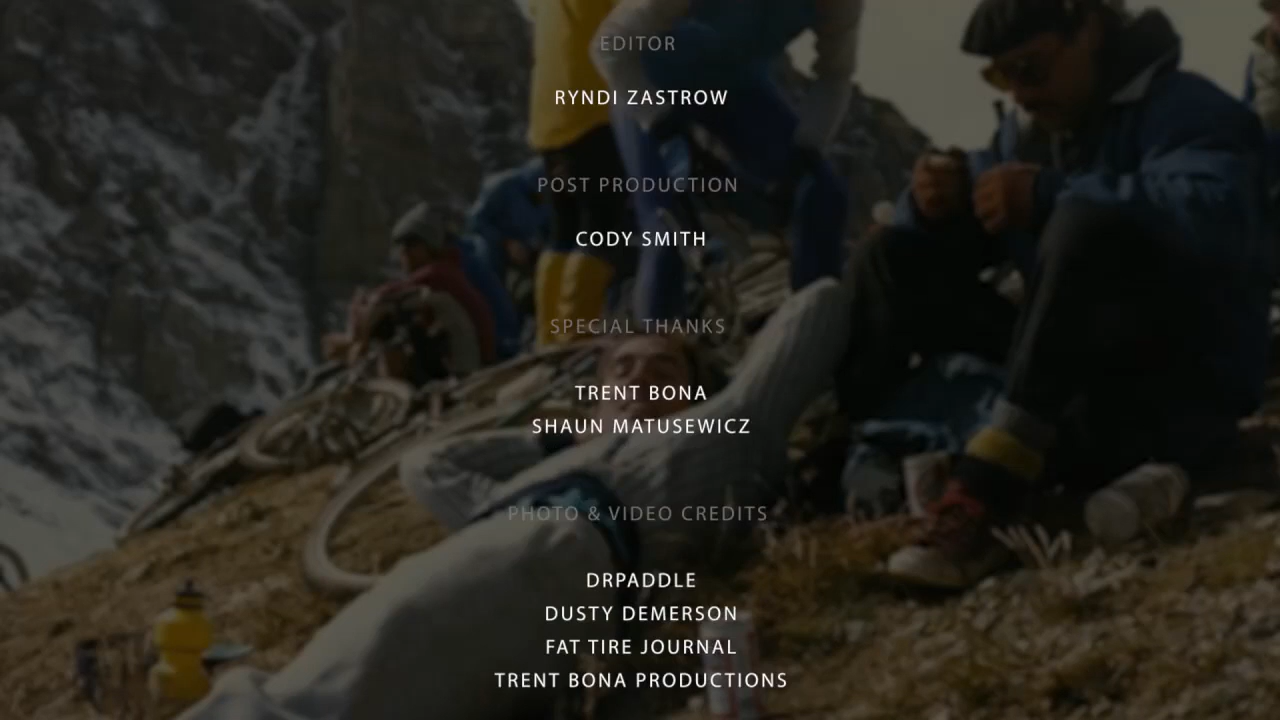 EDITOR
RYNDI ZASTROW
POST PRODUCTION
CODY SMITH
SPECIAL THANKS
TRENT BONA
SHAUN MATUSEWICZ
PHOTO & VIDEO CREDITS
DRPADDLE
DUSTY DEMERSON
FAT TIRE JOURNAL
TRENT BONA PRODUCTIONS